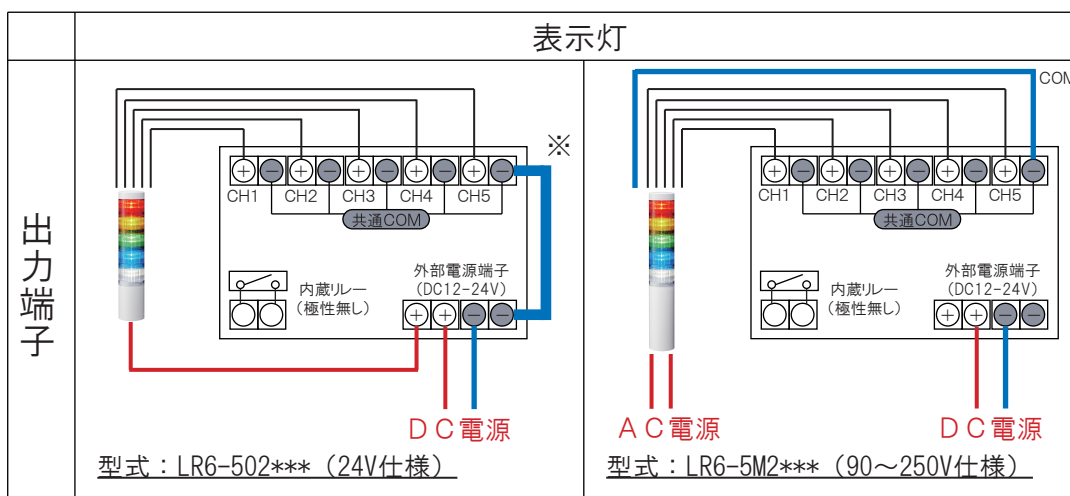 表示灯
出力端子
※
CH1 CH2 CH3 CH4 CH5
共通COM
内蔵リレー
(極性無し)
外部電源端子
(DC12-24V)
DC電源
型式：LR6-502***（24V仕様）
COM
CH1 CH2 CH3 CH4 CH5
共通COM
内蔵リレー
(極性無し)
外部電源端子
(DC12-24V)
AC電源
DC電源
型式：LR6-5M2***（90～250V仕様）